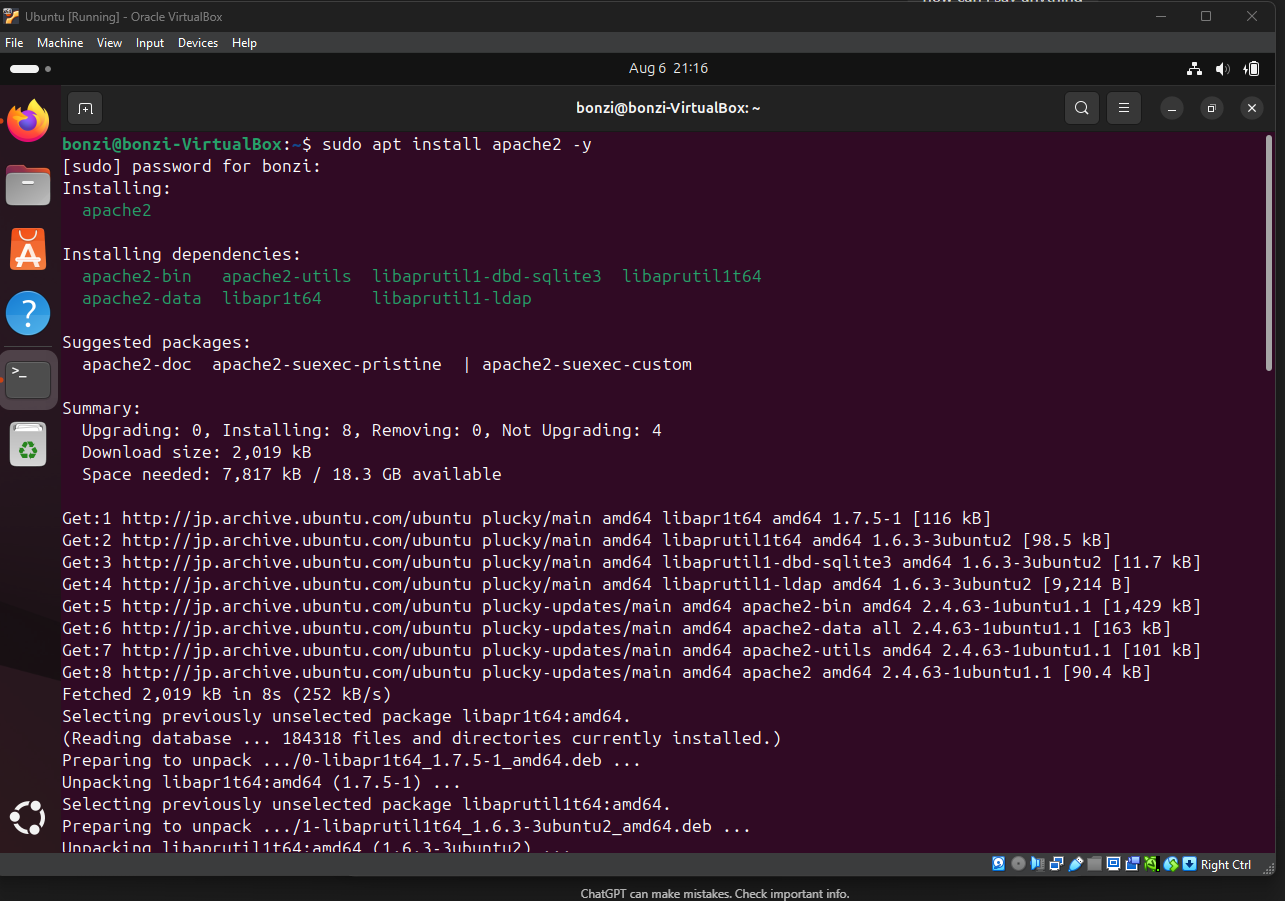 how can I say anything
Ubuntu [Running] - Oracle VirtualBox
File Machine View Input Devices Help
Aug 6 21:16
bonzi@bonzi-VirtualBox: ~
bonzi@bonzi-VirtualBox:~$ sudo apt install apache2 -y
[sudo] password for bonzi:
Installing:
apache2
Installing dependencies:
apache2-bin apache2-utils libaprutil1-dbd-sqlite3 libaprutil1t64
apache2-data libapr1t64 libaprutil1-ldap
Suggested packages:
apache2-doc apache2-suexec-pristine | apache2-suexec-custom
Summary:
Upgrading: 0, Installing: 8, Removing: 0, Not Upgrading: 4
Download size: 2,019 kB
Space needed: 7,817 kB / 18.3 GB available
Get:1 http://jp.archive.ubuntu.com/ubuntu plucky/main amd64 libapr1t64 amd64 1.7.5-1 [116 kB]
Get:2 http://jp.archive.ubuntu.com/ubuntu plucky/main amd64 libaprutil1t64 amd64 1.6.3-3ubuntu2 [98.5 kB]
Get:3 http://jp.archive.ubuntu.com/ubuntu plucky/main amd64 libaprutil1-dbd-sqlite3 amd64 1.6.3-3ubuntu2 [11.7 kB]
Get:4 http://jp.archive.ubuntu.com/ubuntu plucky/main amd64 libaprutil1-ldap amd64 1.6.3-3ubuntu2 [9,214 B]
Get:5 http://jp.archive.ubuntu.com/ubuntu plucky-updates/main amd64 apache2-bin amd64 2.4.63-1ubuntu1.1 [1,429 kB]
Get:6 http://jp.archive.ubuntu.com/ubuntu plucky-updates/main amd64 apache2-data all 2.4.63-1ubuntu1.1 [163 kB]
Get:7 http://jp.archive.ubuntu.com/ubuntu plucky-updates/main amd64 apache2-utils amd64 2.4.63-1ubuntu1.1 [101 kB]
Get:8 http://jp.archive.ubuntu.com/ubuntu plucky-updates/main amd64 apache2 amd64 2.4.63-1ubuntu1.1 [90.4 kB]
Fetched 2,019 kB in 8s (252 kB/s)
Selecting previously unselected package libapr1t64:amd64.
(Reading database ... 184318 files and directories currently installed.)
Preparing to unpack .../0-libapr1t64_1.7.5-1_amd64.deb ...
Unpacking libapr1t64:amd64 (1.7.5-1) ...
Selecting previously unselected package libaprutil1t64:amd64.
Preparing to unpack .../1-libaprutil1t64_1.6.3-3ubuntu2_amd64.deb ...
Unpacking libaprutil1t64:amd64 (1.6.3-3ubuntu2) ...
Right Ctrl
ChatGPT can make mistakes. Check important info.